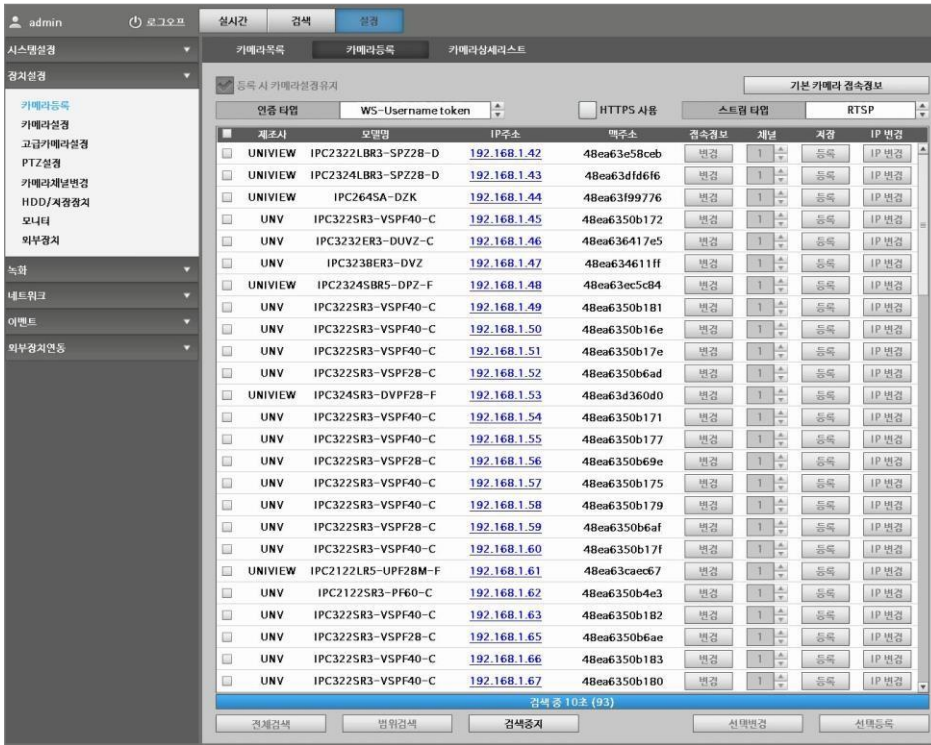 admin 로그오프 실시간 검색 설정
시스템설정 카메라목록 카메라등록 카메라상세리스트
장치설정 등록 시 카메라설정유지 기본 카메라 접속정보
카메라등록
카메라설정
고급카메라설정
PTZ설정
카메라채널변경
HDD/저장장치
모니터
외부장치
녹화
네트워크
이벤트
외부장치연동
인증 타입 WS-Username token HTTPS 사용 스트림 타입 RTSP
제조사 모델명 IP주소 맥주소 접속정보 채널 저장 IP 변경
UNIVIEW IPC2322LBR3-SPZ28-D 192.168.1.42 48ea63e58ceb 변경 1 등록 IP 변경
UNIVIEW IPC2324LBR3-SPZ28-D 192.168.1.43 48ea63dfd6f6 변경 1 등록 IP 변경
UNIVIEW IPC264SA-DZK 192.168.1.44 48ea63f99776 변경 1 등록 IP 변경
UNV IPC322SR3-VSPF40-C 192.168.1.45 48ea6350b172 변경 1 등록 IP 변경
UNV IPC3232ER3-DUVZ-C 192.168.1.46 48ea636417e5 변경 1 등록 IP 변경
UNV IPC323BER3-DVZ 192.168.1.47 48ea634611ff 변경 1 등록 IP 변경
UNIVIEW IPC2324SBR5-DPZ-F 192.168.1.48 48ea63ec5c84 변경 1 등록 IP 변경
UNV IPC322SR3-VSPF40-C 192.168.1.49 48ea6350b181 변경 1 등록 IP 변경
UNV IPC322SR3-VSPF40-C 192.168.1.50 48ea6350b16e 변경 1 등록 IP 변경
UNV IPC322SR3-VSPF40-C 192.168.1.51 48ea6350b17e 변경 1 등록 IP 변경
UNV IPC322SR3-VSPF28-C 192.168.1.52 48ea6350b6ad 변경 1 등록 IP 변경
UNIVIEW IPC324SR3-DVPF28-F 192.168.1.53 48ea63d360d0 변경 1 등록 IP 변경
UNV IPC322SR3-VSPF40-C 192.168.1.54 48ea6350b171 변경 1 등록 IP 변경
UNV IPC322SR3-VSPF40-C 192.168.1.55 48ea6350b177 변경 1 등록 IP 변경
UNV IPC322SR3-VSPF28-C 192.168.1.56 48ea6350b69e 변경 1 등록 IP 변경
UNV IPC322SR3-VSPF40-C 192.168.1.57 48ea6350b175 변경 1 등록 IP 변경
UNV IPC322SR3-VSPF40-C 192.168.1.58 48ea6350b179 변경 1 등록 IP 변경
UNV IPC322SR3-VSPF28-C 192.168.1.59 48ea6350b6af 변경 1 등록 IP 변경
UNV IPC322SR3-VSPF40-C 192.168.1.60 48ea6350b17f 변경 1 등록 IP 변경
UNIVIEW IPC2122LR5-UPF28M-F 192.168.1.61 48ea63caec67 변경 1 등록 IP 변경
UNV IPC2122SR3-PF60-C 192.168.1.62 48ea6350b4e3 변경 1 등록 IP 변경
UNV IPC322SR3-VSPF40-C 192.168.1.63 48ea6350b182 변경 1 등록 IP 변경
UNV IPC322SR3-VSPF28-C 192.168.1.65 48ea6350b6ae 변경 1 등록 IP 변경
UNV IPC322SR3-VSPF40-C 192.168.1.66 48ea6350b183 변경 1 등록 IP 변경
UNV IPC322SR3-VSPF40-C 192.168.1.67 48ea6350b180 변경 1 등록 IP 변경
검색 중 10초 (93)
전체검색 범위검색 검색중지 선택변경 선택등록